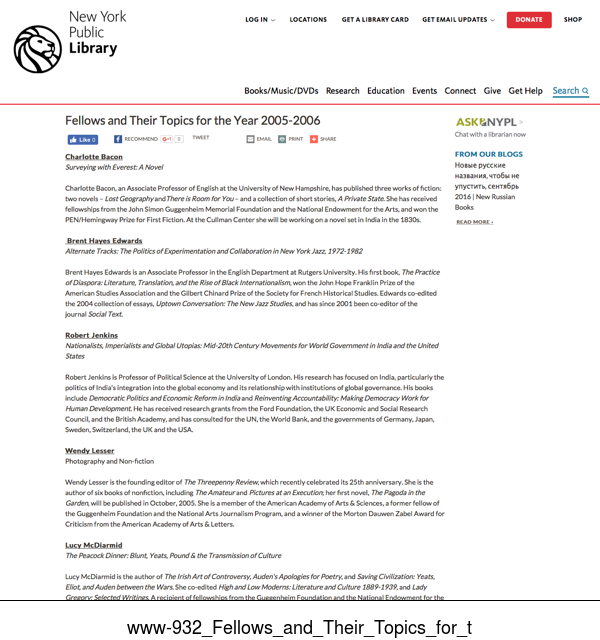 New York
Public
Library
LOG IN
LOCATIONS
GET A LIBRARY CARD
GET EMAIL UPDATES
DONATE
SHOP
Books/Music/DVDs Research Education Events Connect Give Get Help Search
Fellows and Their Topics for the Year 2005-2006
Like 0 RECOMMEND G+1 0 TWEET EMAIL PRINT SHARE
Charlotte Bacon
Surveying with Everest: A Novel
Charlotte Bacon, an Associate Professor of English at the University of New Hampshire, has published three works of fiction:
two novels – Lost Geography and There is Room for You – and a collection of short stories, A Private State. She has received
fellowships from the John Simon Guggenheim Memorial Foundation and the National Endowment for the Arts, and won the
PEN/Hemingway Prize for First Fiction. At the Cullman Center she will be working on a novel set in India in the 1830s.
Brent Hayes Edwards
Alternate Tracks: The Politics of Experimentation and Collaboration in New York Jazz, 1972-1982
Brent Hayes Edwards is an Associate Professor in the English Department at Rutgers University. His first book, The Practice
of Diaspora: Literature, Translation, and the Rise of Black Internationalism, won the John Hope Franklin Prize of the
American Studies Association and the Gilbert Chinard Prize of the Society for French Historical Studies. Edwards co-edited
the 2004 collection of essays, Uptown Conversation: The New Jazz Studies, and has since 2001 been co-editor of the
journal Social Text.
Robert Jenkins
Nationalists, Imperialists and Global Utopias: Mid-20th Century Movements for World Government in India and the United
States
Robert Jenkins is Professor of Political Science at the University of London. His research has focused on India, particularly the
politics of India's integration into the global economy and its relationship with institutions of global governance. His books
include Democratic Politics and Economic Reform in India and Reinventing Accountability: Making Democracy Work for
Human Development. He has received research grants from the Ford Foundation, the UK Economic and Social Research
Council, and the British Academy, and has consulted for the UN, the World Bank, and the governments of Germany, Japan,
Sweden, Switzerland, the UK and the USA.
Wendy Lesser
Photography and Non-fiction
Wendy Lesser is the founding editor of The Threepenny Review, which recently celebrated its 25th anniversary. She is the
author of six books of nonfiction, including The Amateur and Pictures at an Execution; her first novel, The Pagoda in the
Garden, will be published in October, 2005. She is a member of the American Academy of Arts & Sciences, a former fellow of
the Guggenheim Foundation and the National Arts Journalism Program, and a winner of the Morton Dauwen Zabel Award for
Criticism from the American Academy of Arts & Letters.
Lucy McDiarmid
The Peacock Dinner: Blunt, Yeats, Pound & the Transmission of Culture
Lucy McDiarmid is the author of The Irish Art of Controversy, Auden's Apologies for Poetry, and Saving Civilization: Yeats,
Eliot, and Auden between the Wars. She co-edited High and Low Moderns: Literature and Culture 1889-1939, and Lady
Gregory: Selected Writings. A recipient of fellowships from the Guggenheim Foundation and the National Endowment for the
ASK NYPL >
Chat with a librarian now
FROM OUR BLOGS
Новые русские
названия, чтобы не
упустить, сентябрь
2016 | New Russian
Books
READ MORE ›
www-932_Fellows_and_Their_Topics_for_t